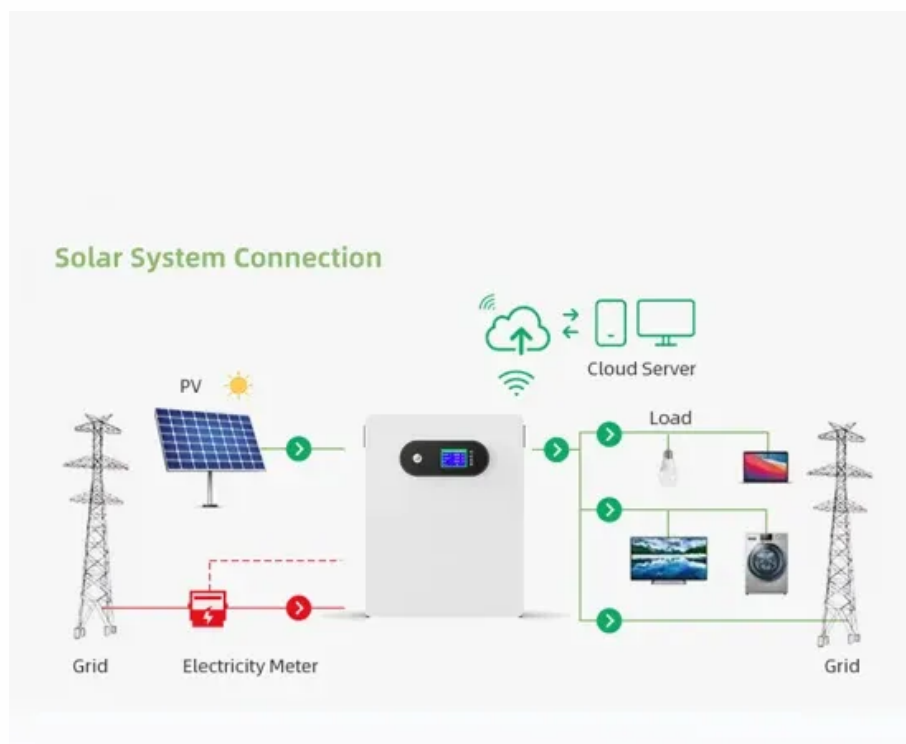 Solar System Connection
Cloud Server
PV
Load
Grid
Electricity Meter
Grid